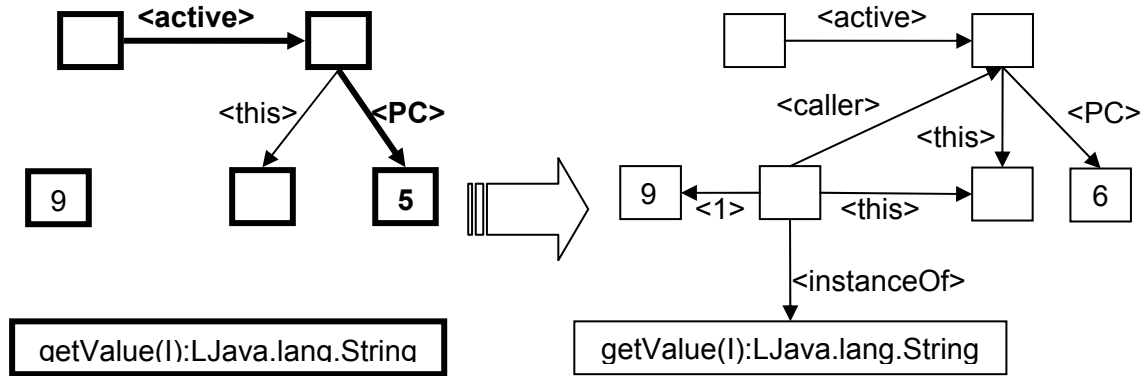 <active>
<active>
<this>
<PC>
<caller>
<PC>
<this>
9
5
9
<1>
<this>
6
<instanceOf>
getValue(I):LJava.lang.String
getValue(I):LJava.lang.String